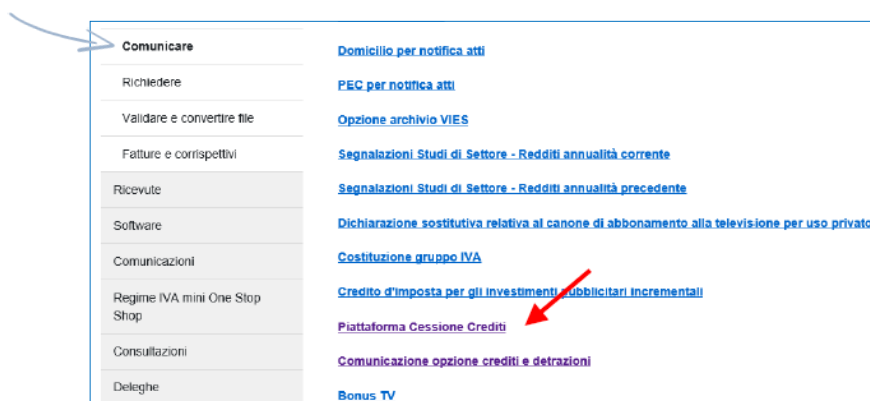 Comunicare
Richiedere
Validare e convertire file
Fatture e corrispettivi
Ricevute
Software
Comunicazioni
Regime IVA mini One Stop
Shop
Consultazioni
Deleghe
Domicilio per notifica atti
PEC per notifica atti
Opzione archivio VIES
Segnalazioni Studi di Settore - Redditi annualità corrente
Segnalazioni Studi di Settore - Redditi annualità precedente
Dichiarazione sostitutiva relativa al canone di abbonamento alla televisione per uso privato
Costituzione gruppo IVA
Credito d'imposta per gli investimenti pubblicitari incrementali
Piattaforma Cessione Crediti
Comunicazione opzione crediti e detrazioni
Bonus TV